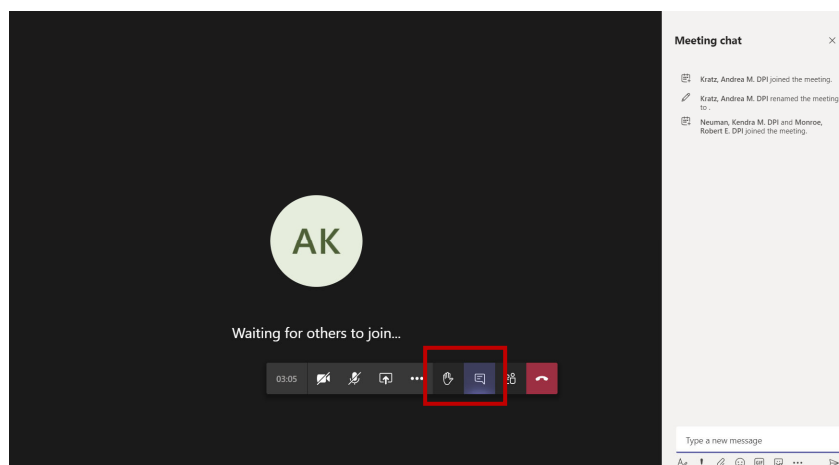 Meeting chat
Kratz, Andrea M. DPI joined the meeting.
Kratz, Andrea M. DPI renamed the meeting
to .
Neuman, Kendra M. DPI and Monroe,
Robert E. DPI joined the meeting.
AK
Waiting for others to join...
03:05
Type a new message
GIF